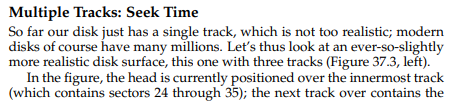 Multiple Tracks: Seek Time
So far our disk just has a single track, which is not too realistic; modern
disks of course have many millions. Let's thus look at an ever-so-slightly
more realistic disk surface, this one with three tracks (Figure 37.3, left).
In the figure, the head is currently positioned over the innermost track
(which contains sectors 24 through 35); the next track over contains the